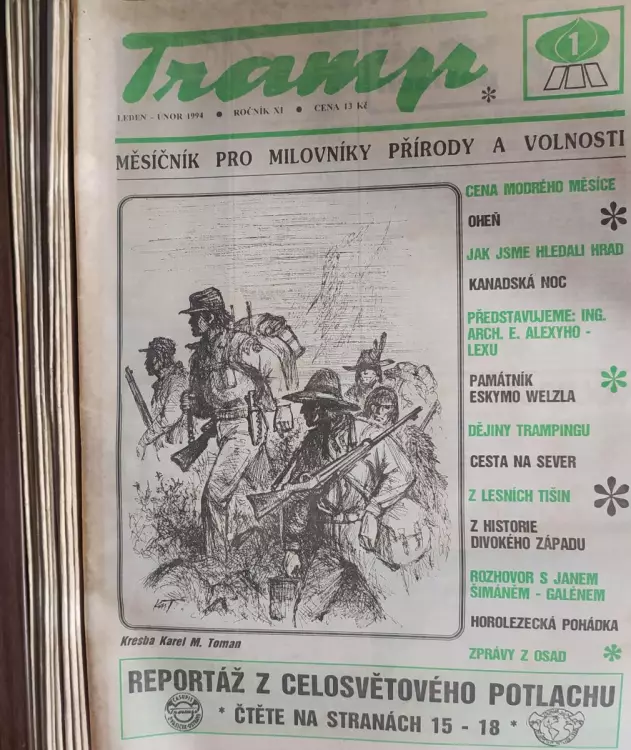 Tramp
1
LEDEN - ÚNOR 1994 ● ROČNÍK XI ● CENA 13 Kč
*
MĚSÍČNÍK PRO MILOVNÍKY PŘÍRODY A VOLNOSTI
CENA MODRÉHO MĚSÍCE
OHEŇ *
JAK JSME HLEDALI HRAD
KANADSKÁ NOC
PŘEDSTAVUJEME: ING.
ARCH. E. ALEXYHO -
LEXU
PAMÁTNÍK
ESKYMO WELZLA *
DĚJINY TRAMPINGU
CESTA NA SEVER
Z LESNÍCH TIŠIN *
Z HISTORIE
DIVOKÉHO ZÁPADU
ROZHOVOR S JANEM
ŠIMÁNĚM - GALÉNEM
HOROLEZECKÁ POHÁDKA
ZPRÁVY Z OSAD *
Kresba Karel M. Toman
REPORTÁŽ Z CELOSVĚTOVÉHO POTLACHU
* ČTĚTE NA STRANÁCH 15 - 18 *
ČASOPIS
Tramp